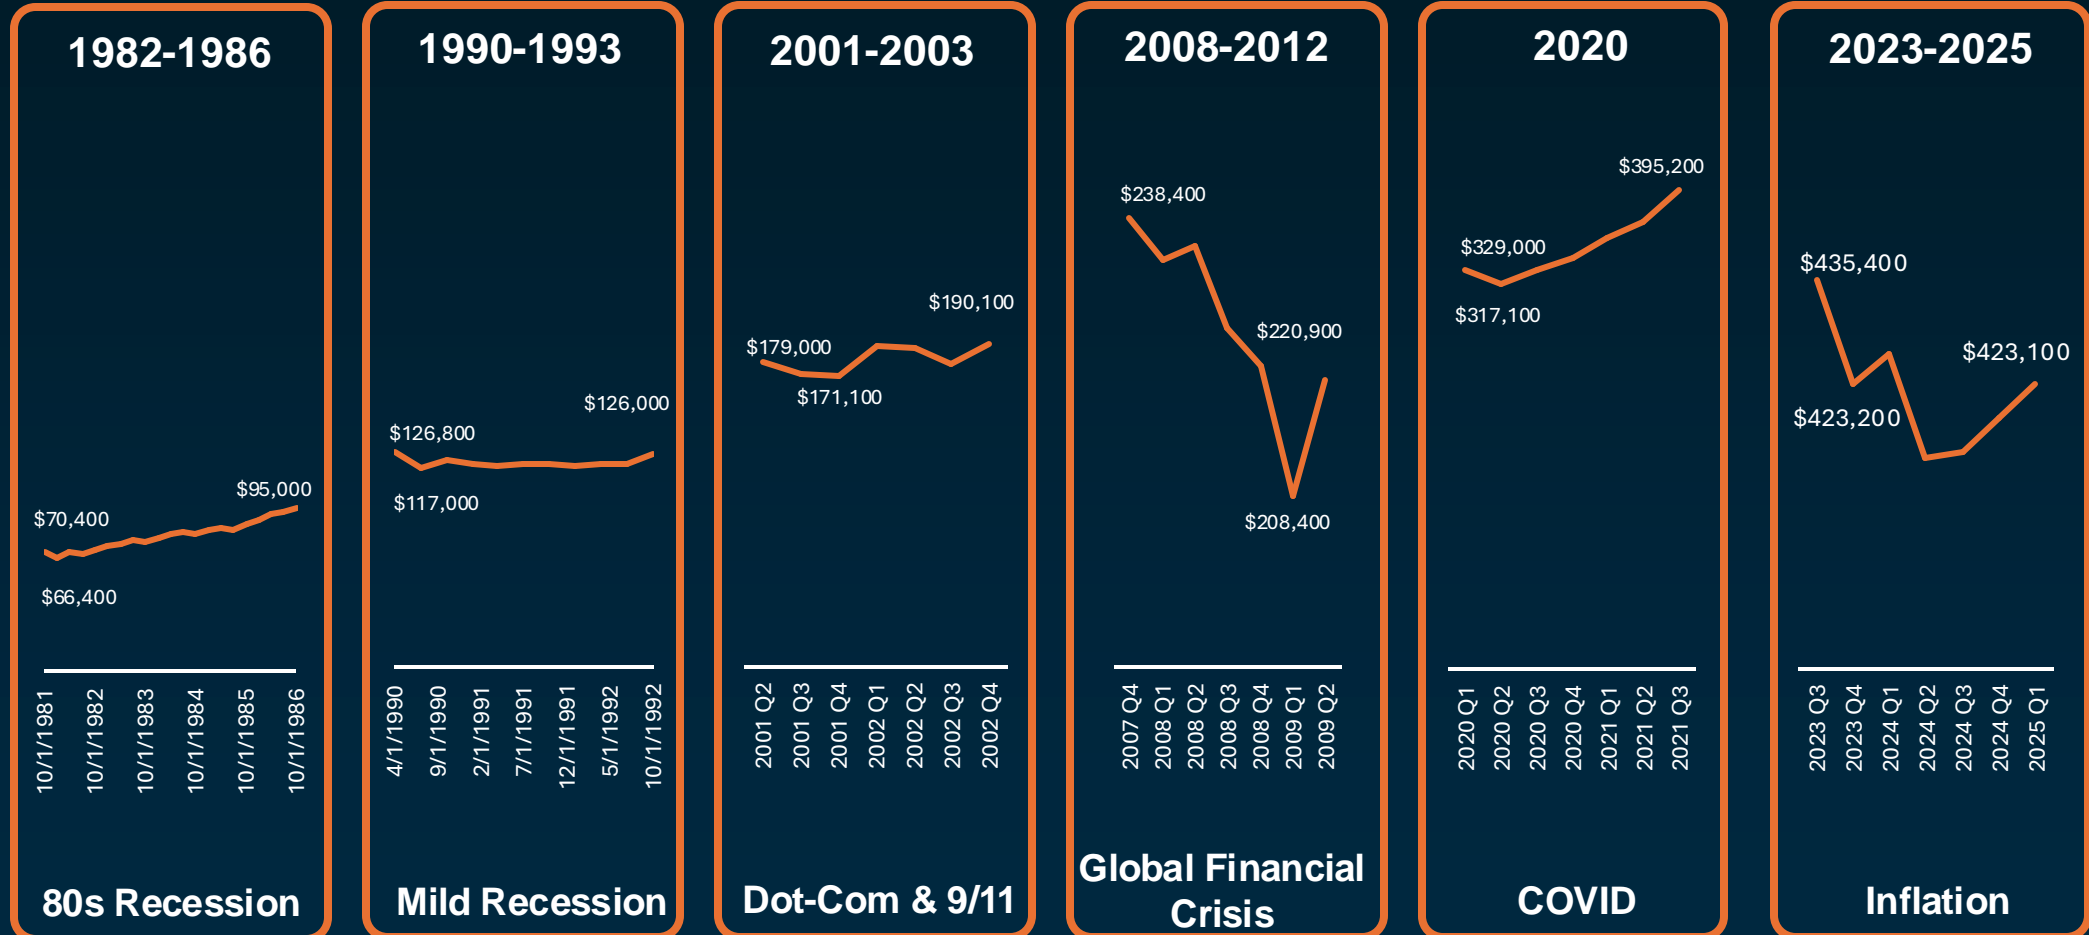 1982-1986
$70,400
$95,000
$66,400
10/1/1981
10/1/1982
10/1/1983
10/1/1984
10/1/1985
10/1/1986
80s Recession
1990-1993
$126,800
$126,000
$117,000
4/1/1990
9/1/1990
2/1/1991
7/1/1991
12/1/1991
5/1/1992
10/1/1992
Mild Recession
2001-2003
$179,000
$190,100
$171,100
2001 Q2
2001 Q3
2001 Q4
2002 Q1
2002 Q2
2002 Q3
2002 Q4
Dot-Com & 9/11
2008-2012
$238,400
$220,900
$208,400
2007 Q4
2008 Q1
2008 Q2
2008 Q3
2008 Q4
2009 Q1
2009 Q2
Global Financial
Crisis
2020
$395,200
$329,000
$317,100
2020 Q1
2020 Q2
2020 Q3
2020 Q4
2021 Q1
2021 Q2
2021 Q3
COVID
2023-2025
$435,400
$423,100
$423,200
2023 Q3
2023 Q4
2024 Q1
2024 Q2
2024 Q3
2024 Q4
2025 Q1
Inflation